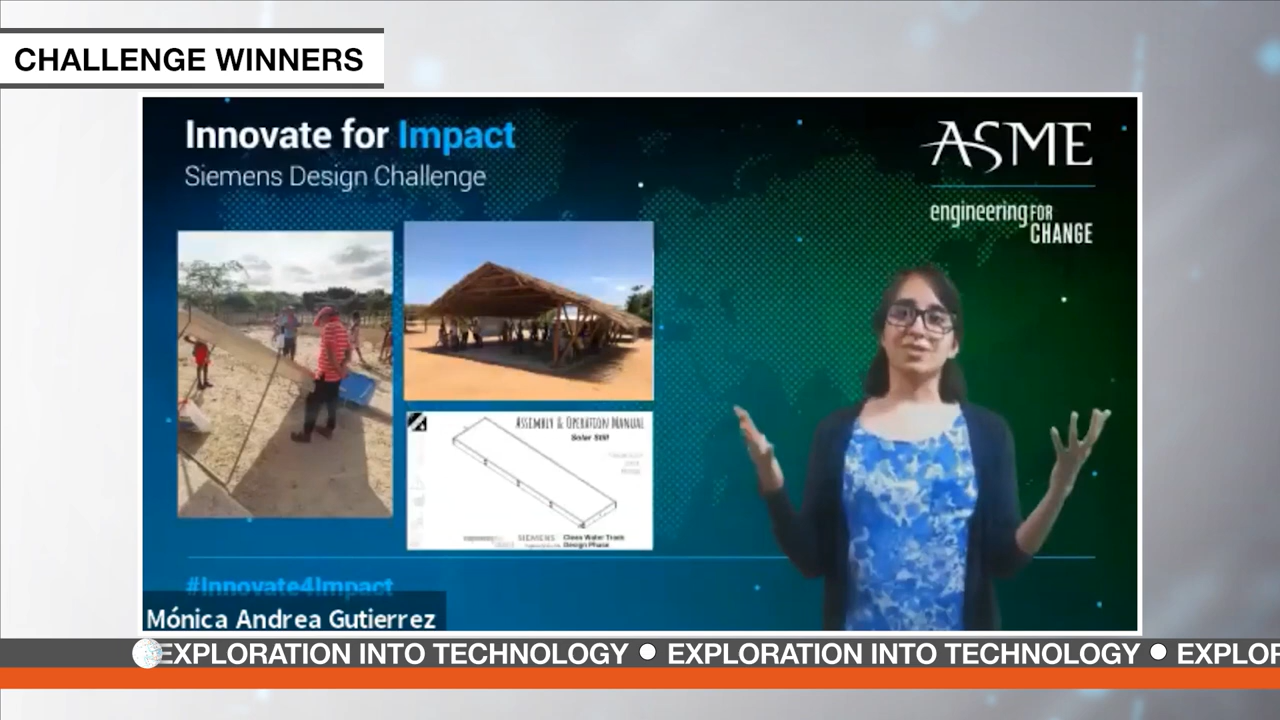 CHALLENGE WINNERS
Innovate for Impact
Siemens Design Challenge
ASME
engineering FOR
CHANGE
ASSEMBLY & OPERATION MANUAL
Solar Still
SIEMENS
Clean Water Team
Design Phase
#Innovate4Impact
Mónica Andrea Gutierrez
EXPLORATION INTO TECHNOLOGY EXPLORATION INTO TECHNOLOGY EXPLOR